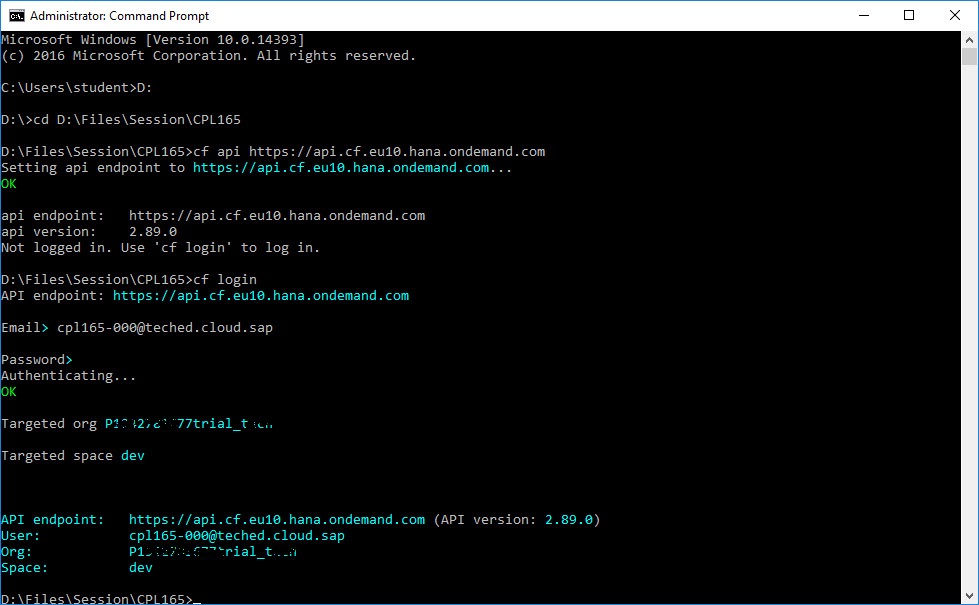 Administrator: Command Prompt
Microsoft Windows [Version 10.0.14393]
(c) 2016 Microsoft Corporation. All rights reserved.
C:\Users\student>D:
D:\>cd D:\Files\Session\CPL165
D:\Files\Session\CPL165>cf api https://api.cf.eu10.hana.ondemand.com
Setting api endpoint to https://api.cf.eu10.hana.ondemand.com...
OK
api endpoint: https://api.cf.eu10.hana.ondemand.com
api version: 2.89.0
Not logged in. Use 'cf login' to log in.
D:\Files\Session\CPL165>cf login
API endpoint: https://api.cf.eu10.hana.ondemand.com
Email> cpl165-000@teched.cloud.sap
Password>
Authenticating...
OK
Targeted org
Targeted space dev
API endpoint: https://api.cf.eu10.hana.ondemand.com (API version: 2.89.0)
User: cpl165-000@teched.cloud.sap
Org:
Space: dev
D:\Files\Session\CPL165>_